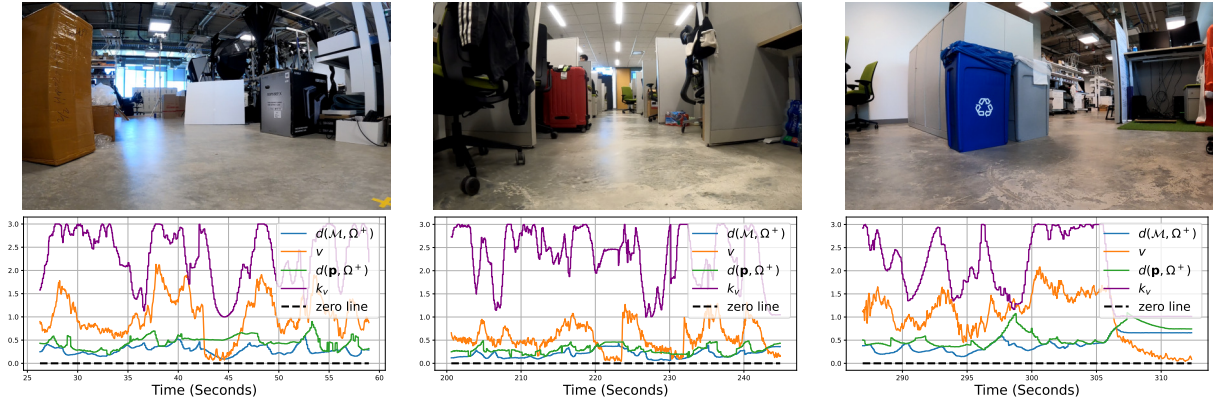 3.0
2.5
2.0
1.5
1.0
0.5
0.0
d(ℳ, Ω⁺)
v
d(p, Ω⁺)
kᵥ
zero line
25 30 35 40 45 50 55 60
Time (Seconds)
3.0
2.5
2.0
1.5
1.0
0.5
0.0
d(ℳ, Ω⁺)
v
d(p, Ω⁺)
kᵥ
zero line
200 210 220 230 240
Time (Seconds)
3.0
2.5
2.0
1.5
1.0
0.5
0.0
d(ℳ, Ω⁺)
v
d(p, Ω⁺)
kᵥ
zero line
290 295 300 305 310
Time (Seconds)